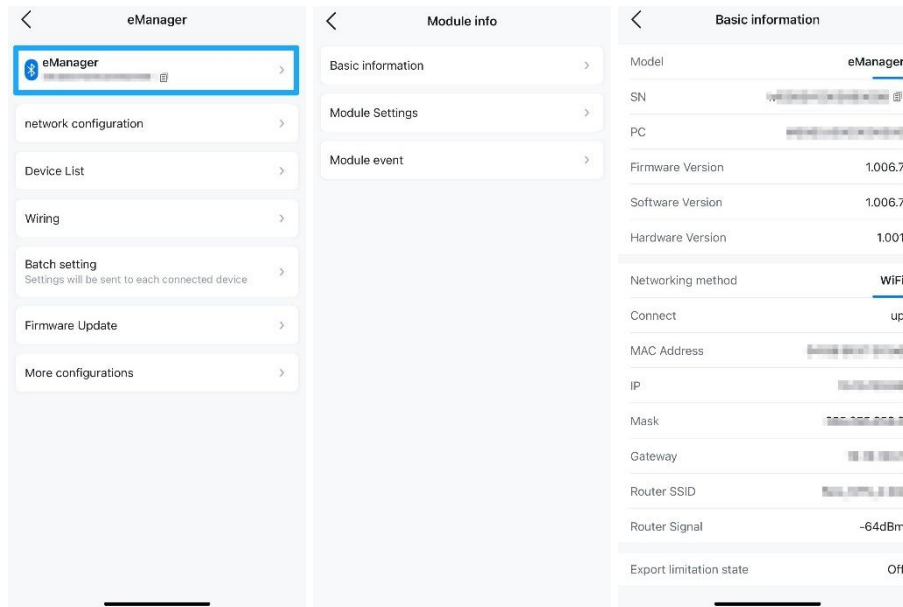 eManager
eManager
network configuration
Device List
Wiring
Batch setting
Settings will be sent to each connected device
Firmware Update
More configurations
Module info
Basic information
Module Settings
Module event
Basic information
Model eManager
SN
PC
Firmware Version 1.006.7
Software Version 1.006.7
Hardware Version 1.001
Networking method WiFi
Connect up
MAC Address
IP
Mask
Gateway
Router SSID
Router Signal -64dBm
Export limitation state Off